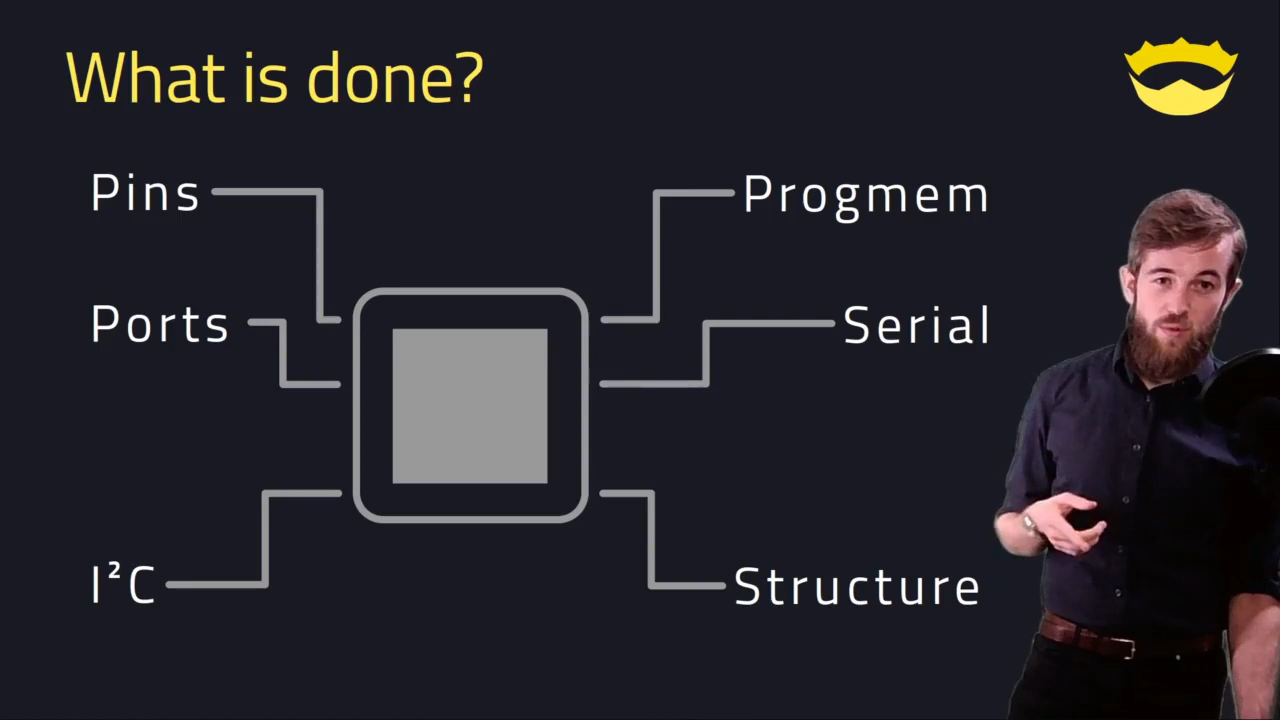 What is done?
Pins
Progmem
Ports
Serial
I²C
Structure